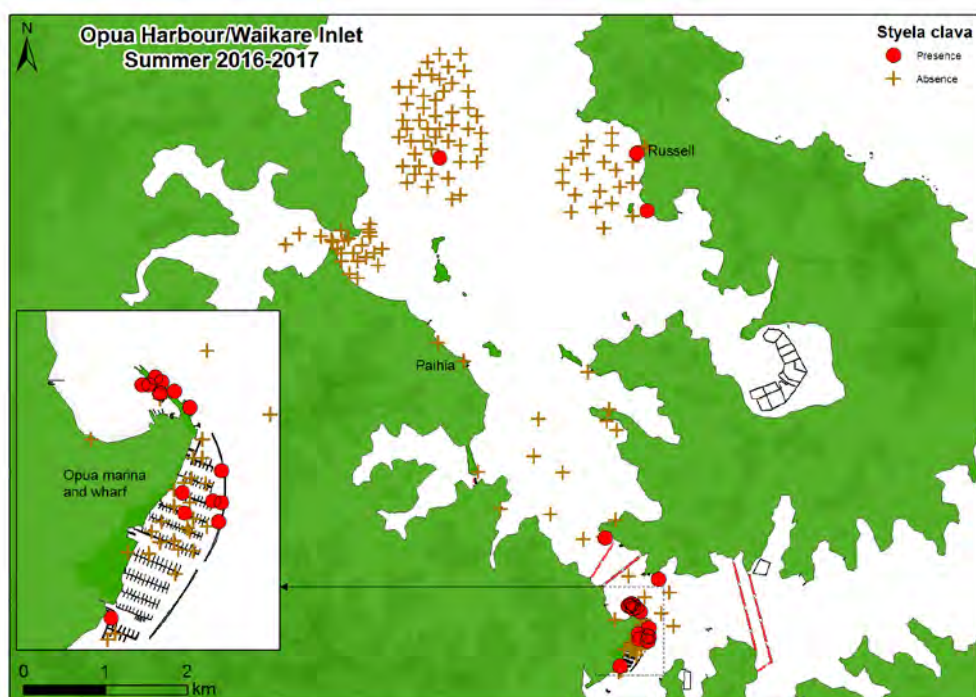 N
Opua Harbour/Waikare Inlet
Summer 2016-2017
Styela clava
Presence
Absence
Russell
Paihia
Opua marina
and wharf
0 1 2
km